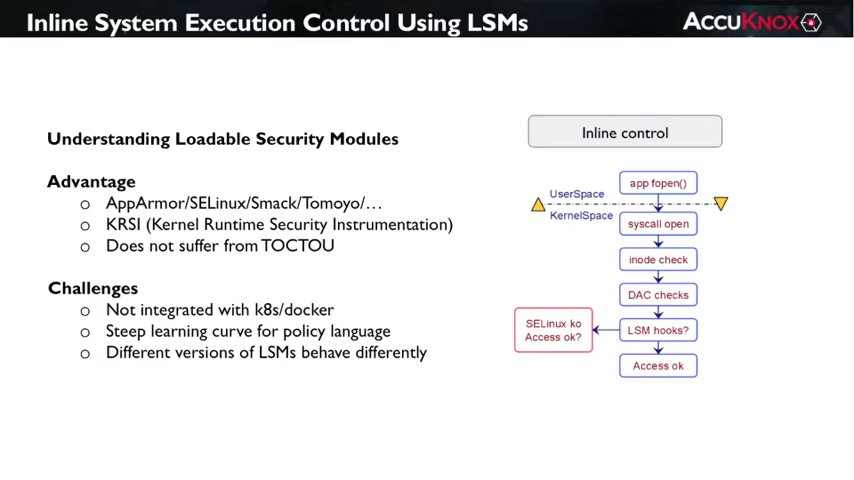 Inline System Execution Control Using LSMs
ACCUKNOX
Understanding Loadable Security Modules
Advantage
o AppArmor/SELinux/Smack/Tomoyo/…
o KRSI (Kernel Runtime Security Instrumentation)
o Does not suffer from TOCTOU
Challenges
o Not integrated with k8s/docker
o Steep learning curve for policy language
o Different versions of LSMs behave differently
Inline control
app fopen()
UserSpace
KernelSpace
syscall open
inode check
DAC checks
LSM hooks?
SELinux ko
Access ok?
Access ok